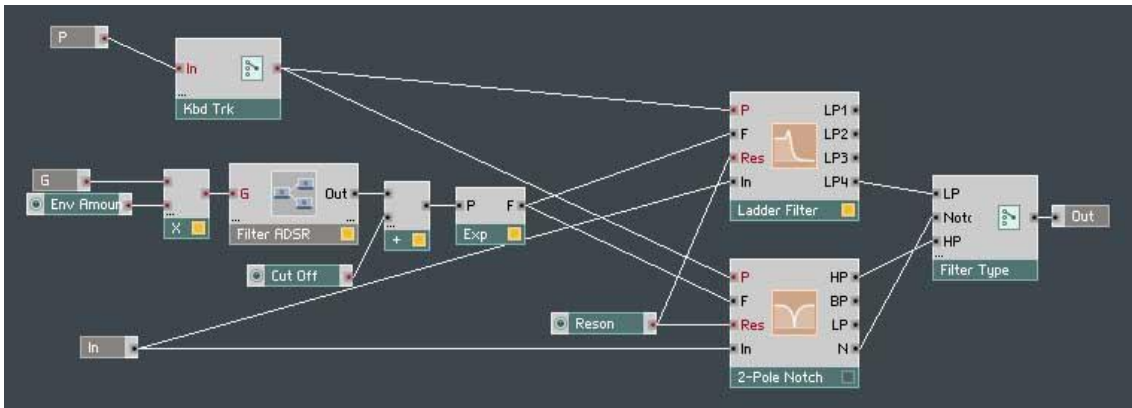 P
In
...
Kbd Trk
G
Env Amoun
...
X
G
Out
...
...
Filter ADSR
...
+
P
F
Exp
Cut Off
In
Reson
P
LP1
F
LP2
Res
LP3
In
LP4
Ladder Filter
P
HP
F
BP
Res
LP
In
N
2-Pole Notch
LP
Notc
HP
...
Filter Type
Out